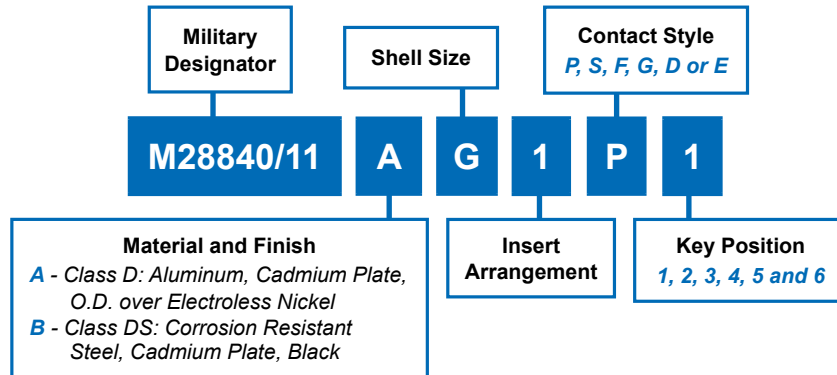 Military
Designator
Shell Size
Contact Style
P, S, F, G, D or E
M28840/11 A G 1 P 1
Material and Finish
A - Class D: Aluminum, Cadmium Plate,
O.D. over Electroless Nickel
B - Class DS: Corrosion Resistant
Steel, Cadmium Plate, Black
Insert
Arrangement
Key Position
1, 2, 3, 4, 5 and 6